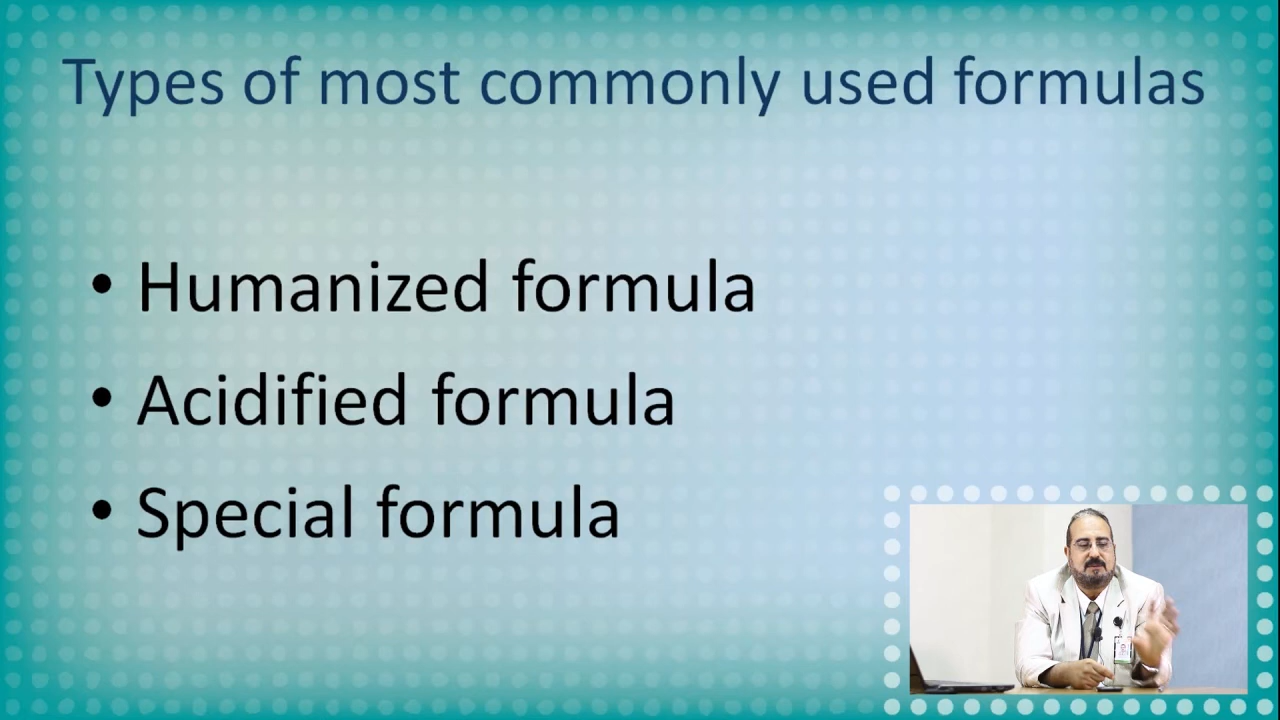 Types of most commonly used formulas
• Humanized formula
• Acidified formula
• Special formula